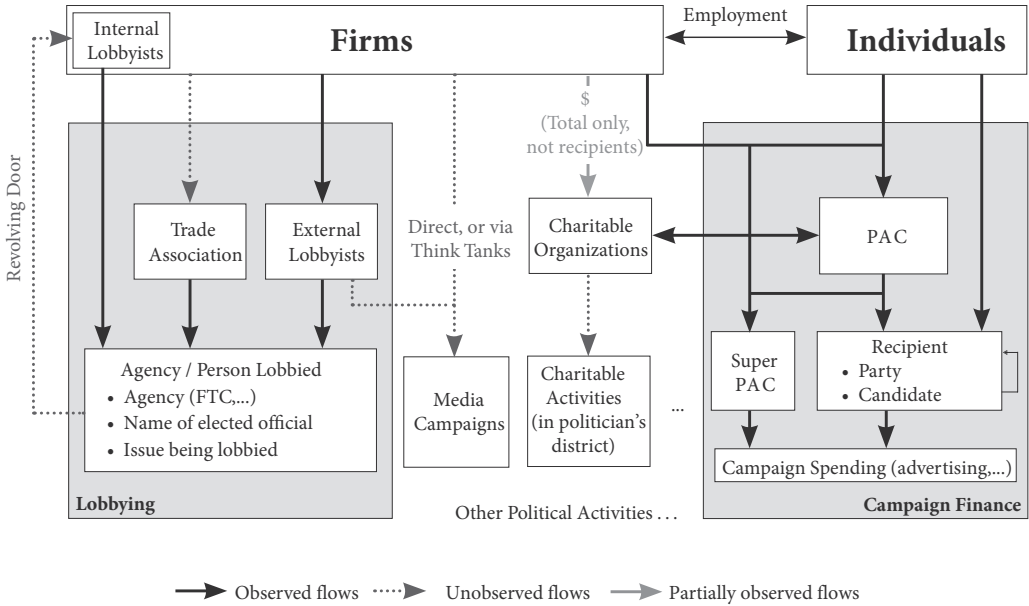 Internal
Lobbyists
Firms
Employment
Individuals
Revolving Door
$
(Total only,
not recipients)
Trade
Association
External
Lobbyists
Direct, or via
Think Tanks
Charitable
Organizations
PAC
Agency / Person Lobbied
• Agency (FTC,...)
• Name of elected official
• Issue being lobbied
Media
Campaigns
Charitable
Activities
(in politician's
district)
...
Super
PAC
Recipient
• Party
• Candidate
Campaign Spending (advertising,...)
Lobbying
Other Political Activities ...
Campaign Finance
Observed flows
Unobserved flows
Partially observed flows